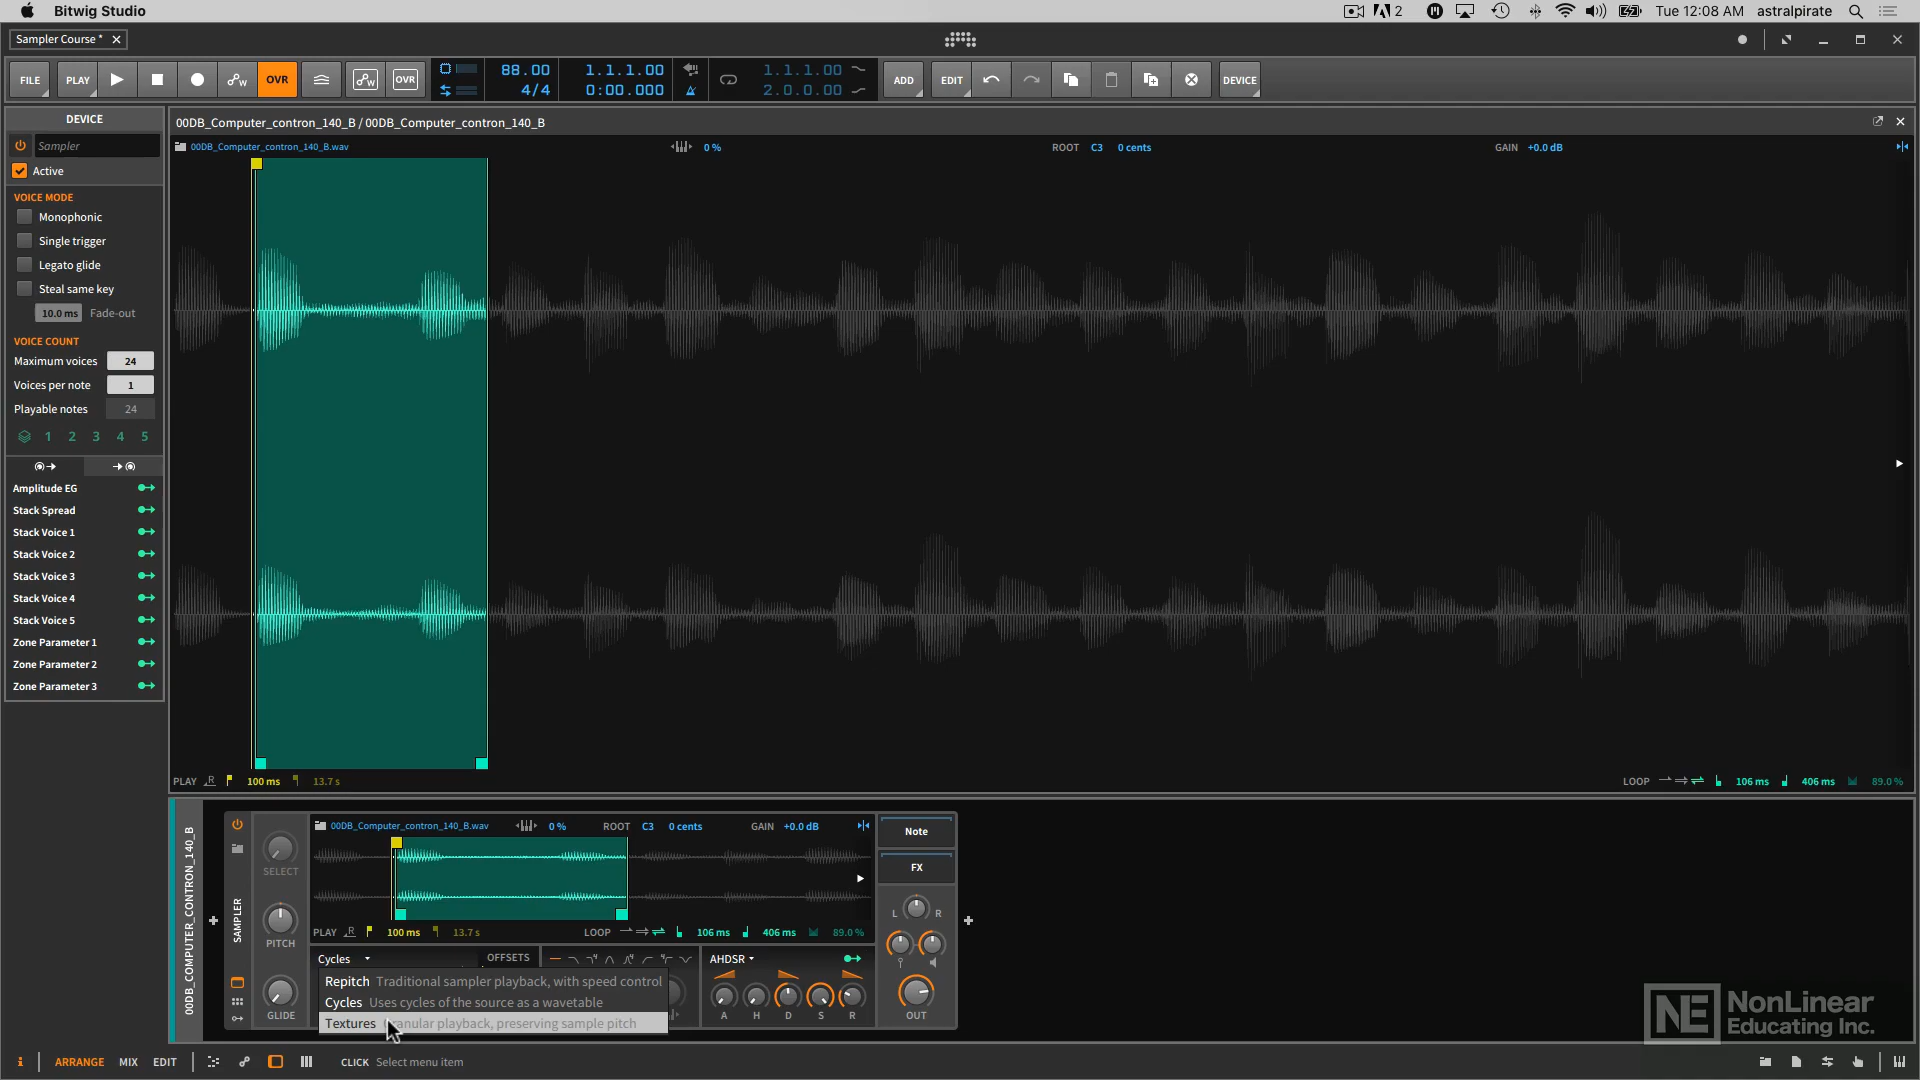 Bitwig Studio
2
Tue 12:08 AM
astralpirate
Sampler Course *
FILE
PLAY
OVR
OVR
88.00
4/4
1.1.1.00
0:00.000
1.1.1.00
2.0.0.00
ADD
EDIT
DEVICE
DEVICE
Sampler
Active
VOICE MODE
Monophonic
Single trigger
Legato glide
Steal same key
10.0 ms Fade-out
VOICE COUNT
Maximum voices 24
Voices per note 1
Playable notes 24
1 2 3 4 5
Amplitude EG
Stack Spread
Stack Voice 1
Stack Voice 2
Stack Voice 3
Stack Voice 4
Stack Voice 5
Zone Parameter 1
Zone Parameter 2
Zone Parameter 3
00DB_Computer_contron_140_B / 00DB_Computer_contron_140_B
00DB_Computer_contron_140_B.wav
0 %
ROOT C3 0 cents
GAIN +0.0 dB
PLAY R 100 ms 13.7 s
LOOP 106 ms 406 ms 89.0 %
00DB_COMPUTER_CONTRON_140_B
SAMPLER
SELECT
PITCH
GLIDE
00DB_Computer_contron_140_B.wav
0 %
ROOT C3 0 cents
GAIN +0.0 dB
PLAY R 100 ms 13.7 s
LOOP 106 ms 406 ms 89.0 %
Cycles
OFFSETS
Repitch Traditional sampler playback, with speed control
Cycles Uses cycles of the source as a wavetable
Textures playback, preserving sample pitch
AHDSR
A H D S R
Note
FX
L R
OUT
NE NonLinear
Educating Inc.
i
ARRANGE MIX EDIT
CLICK Select menu item